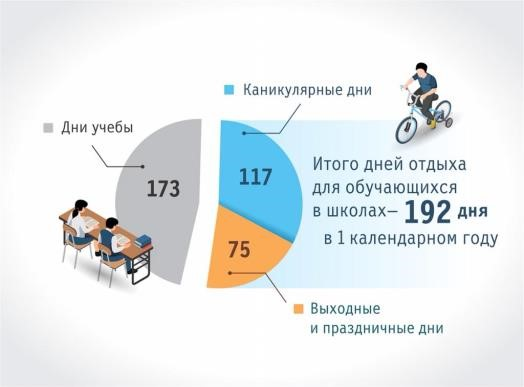 Каникулярные дни
Дни учебы
173
117
75
Итого дней отдыха
для обучающихся
в школах– 192 дня
в 1 календарном году
Выходные
и праздничные дни